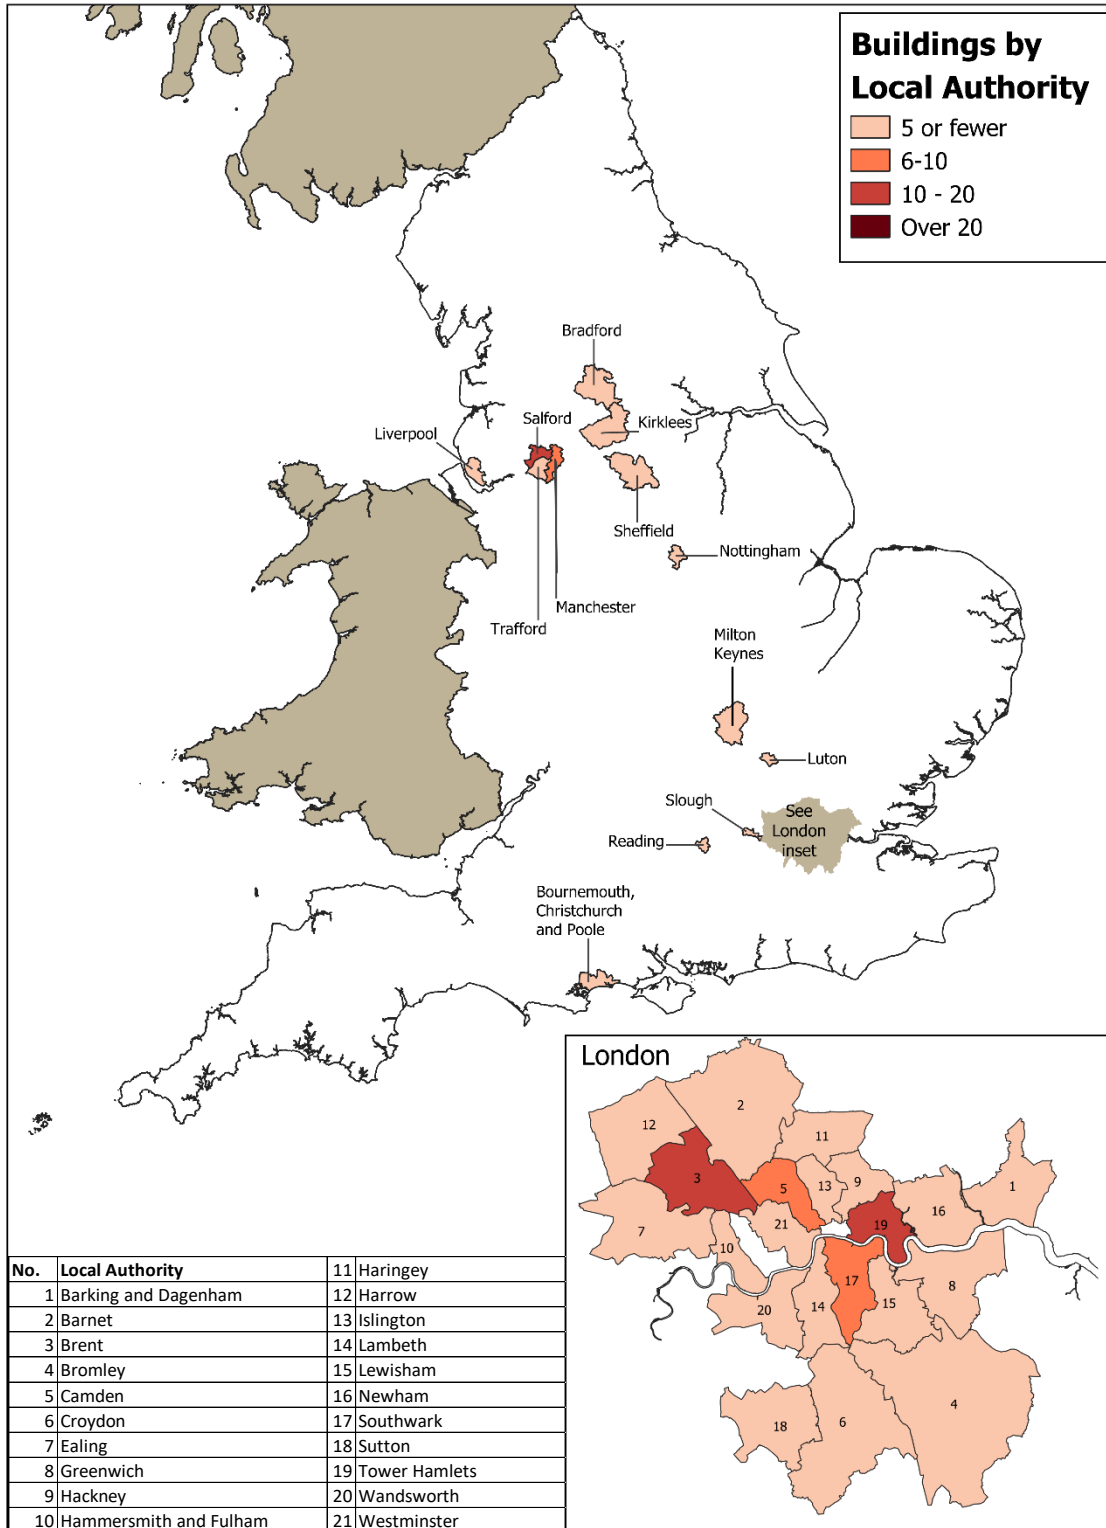 Buildings by
Local Authority
5 or fewer
6-10
10 - 20
Over 20
Bradford
Salford
Kirklees
Liverpool
Sheffield
Nottingham
Manchester
Trafford
Milton
Keynes
Luton
Slough
See
London
inset
Reading
Bournemouth,
Christchurch
and Poole
London
2
12
11
3
5
13
9
1
16
19
21
7
10
17
8
20
14
15
4
18
6
No. Local Authority 11 Haringey
1 Barking and Dagenham 12 Harrow
2 Barnet 13 Islington
3 Brent 14 Lambeth
4 Bromley 15 Lewisham
5 Camden 16 Newham
6 Croydon 17 Southwark
7 Ealing 18 Sutton
8 Greenwich 19 Tower Hamlets
9 Hackney 20 Wandsworth
10 Hammersmith and Fulham 21 Westminster